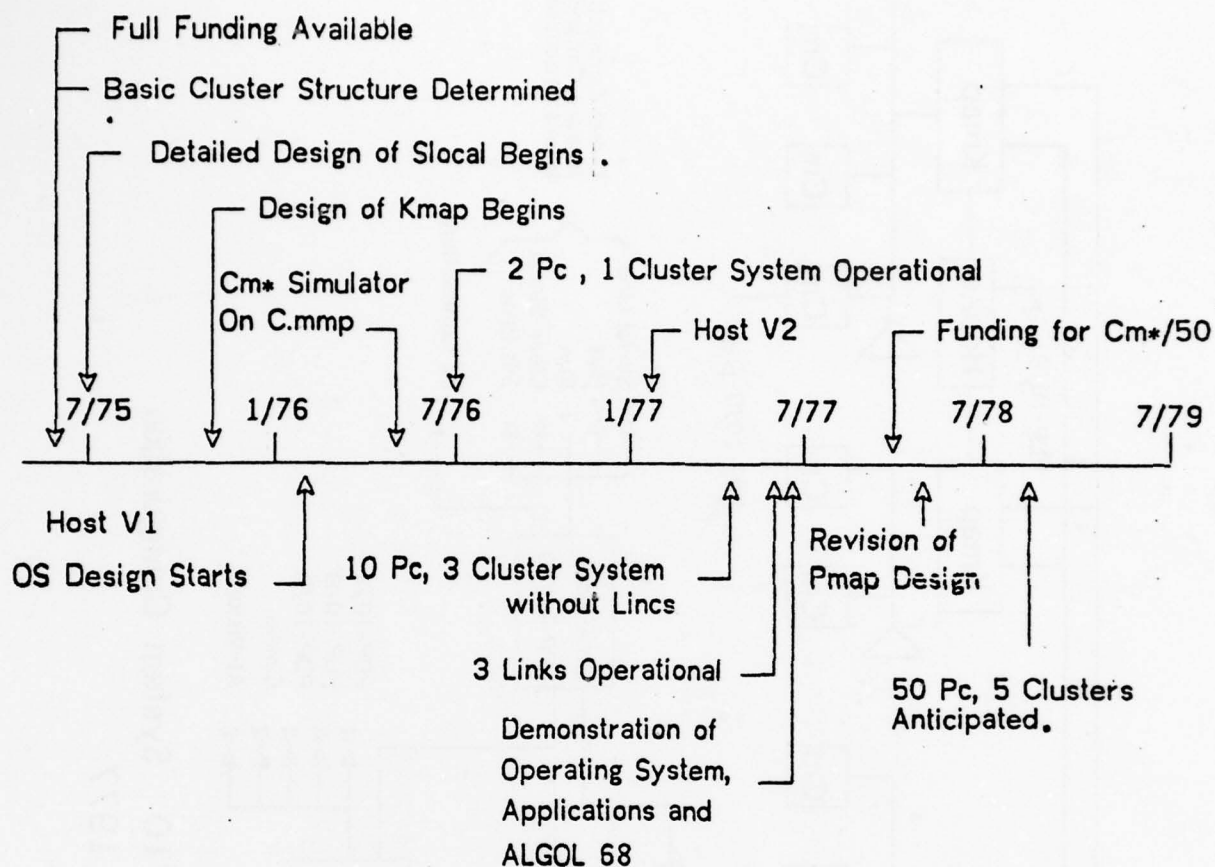 Full Funding Available
Basic Cluster Structure Determined
Detailed Design of Slocal Begins .
Design of Kmap Begins
Cm* Simulator
On C.mmp
2 Pc , 1 Cluster System Operational
Host V2
Funding for Cm*/50
7/75
1/76
7/76
1/77
7/77
7/78
7/79
Host V1
OS Design Starts
10 Pc, 3 Cluster System
without Lincs
3 Links Operational
Demonstration of
Operating System,
Applications and
ALGOL 68
Revision of
Pmap Design
50 Pc, 5 Clusters
Anticipated.